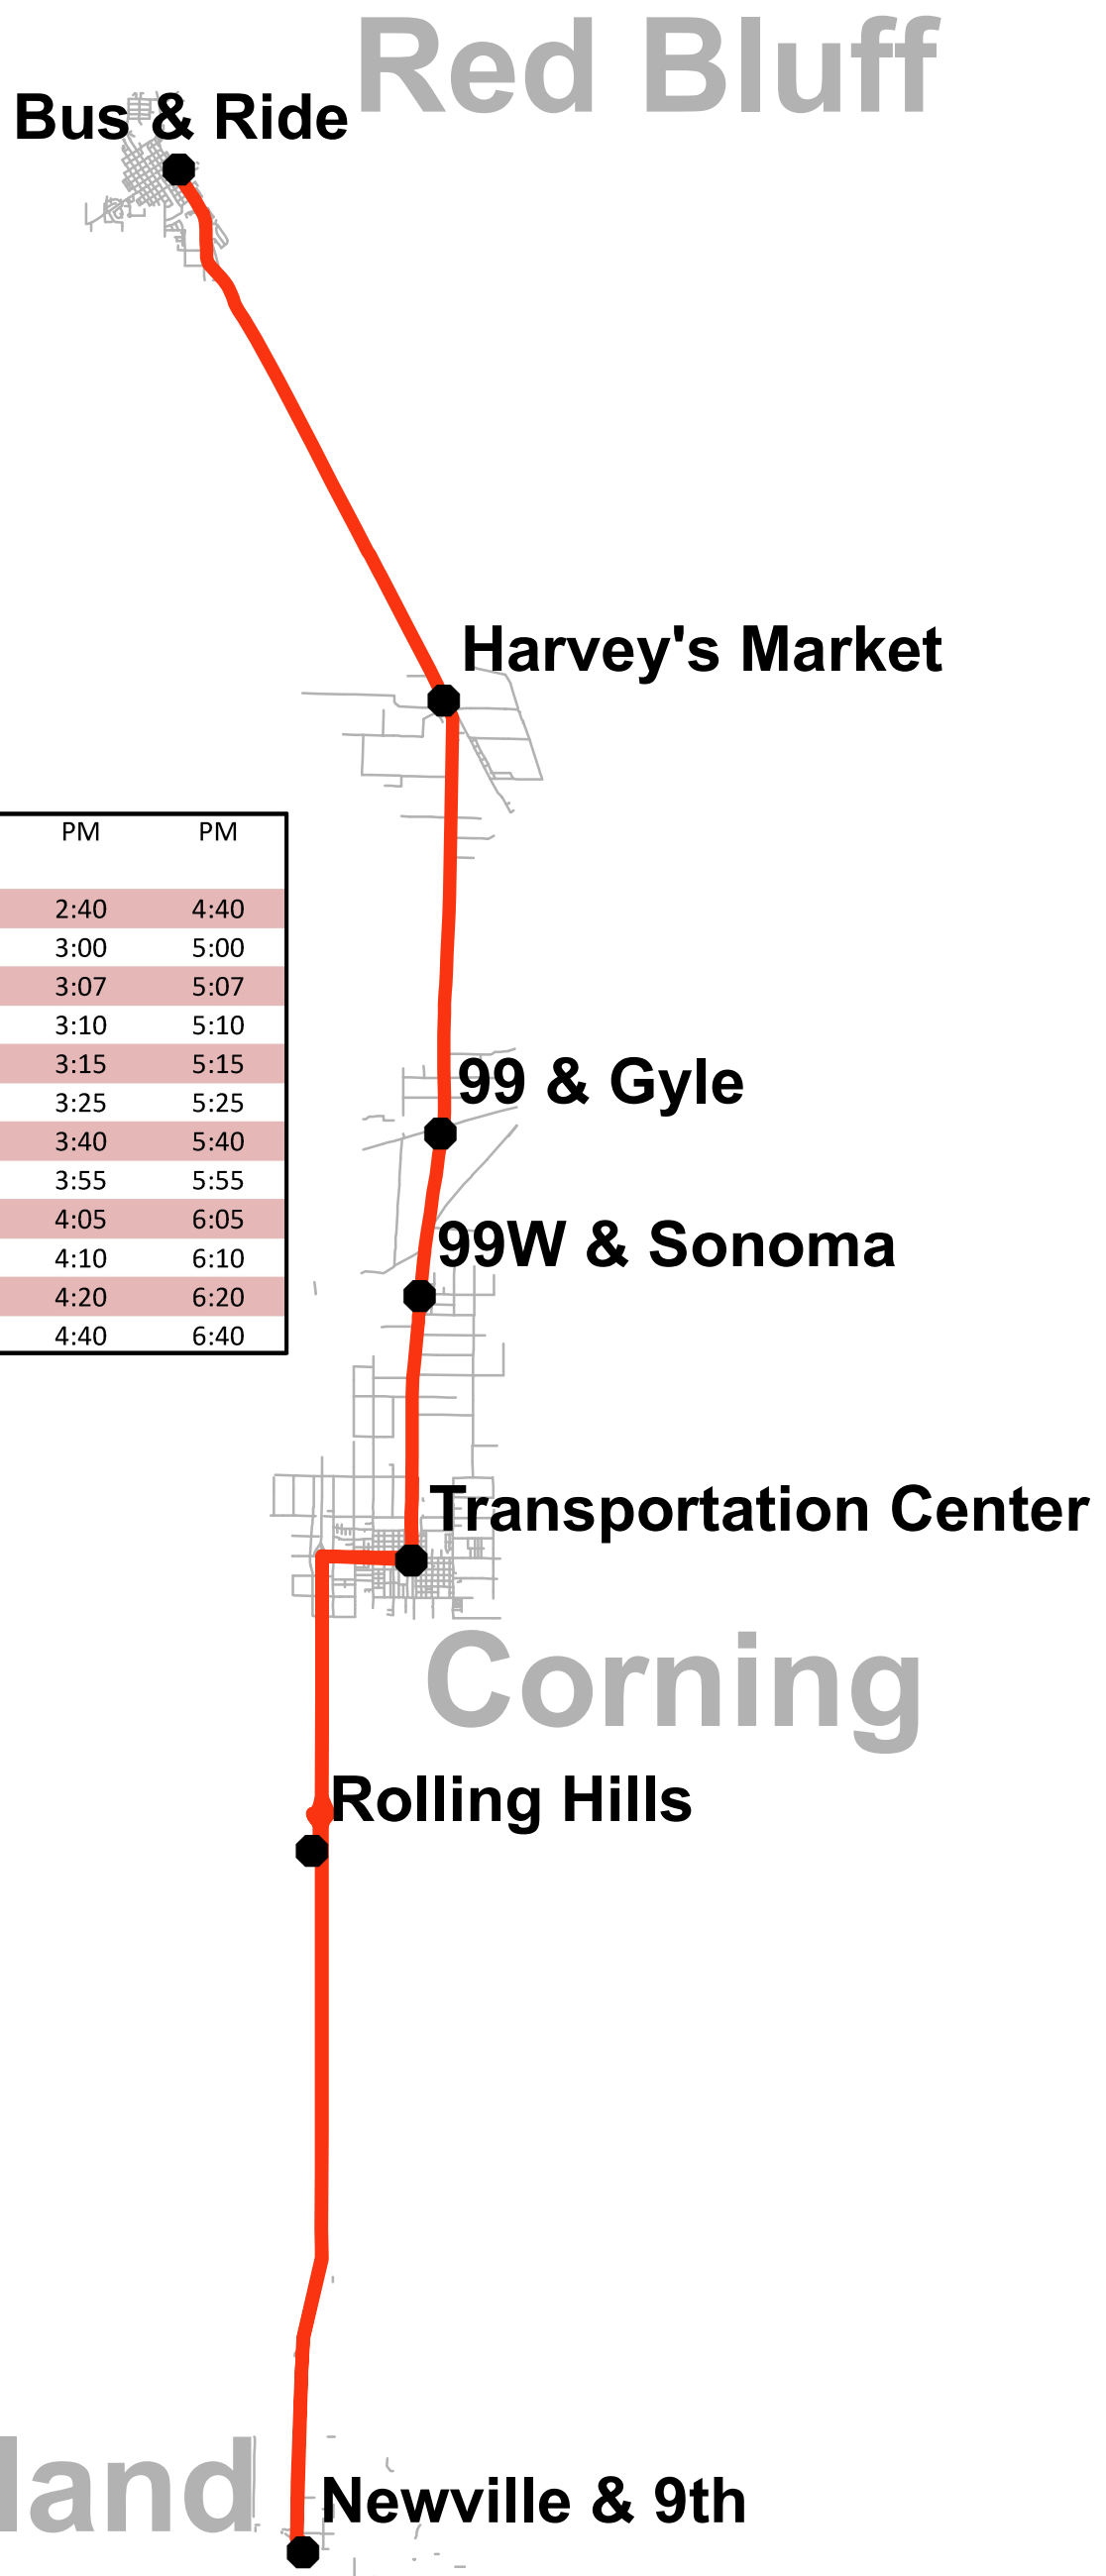 Red Bluff
Bus & Ride
Harvey's Market
PM PM
2:40 4:40
3:00 5:00
3:07 5:07
3:10 5:10
3:15 5:15
3:25 5:25
3:40 5:40
3:55 5:55
4:05 6:05
4:10 6:10
4:20 6:20
4:40 6:40
99 & Gyle
99W & Sonoma
Transportation Center
Corning
Rolling Hills
land
Newville & 9th